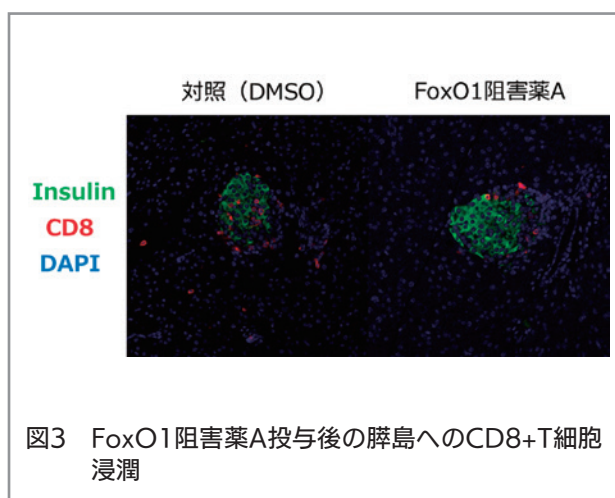 対照（DMSO） FoxO1阻害薬A
Insulin
CD8
DAPI
図3 FoxO1阻害薬A投与後の膵島へのCD8+T細胞
浸潤